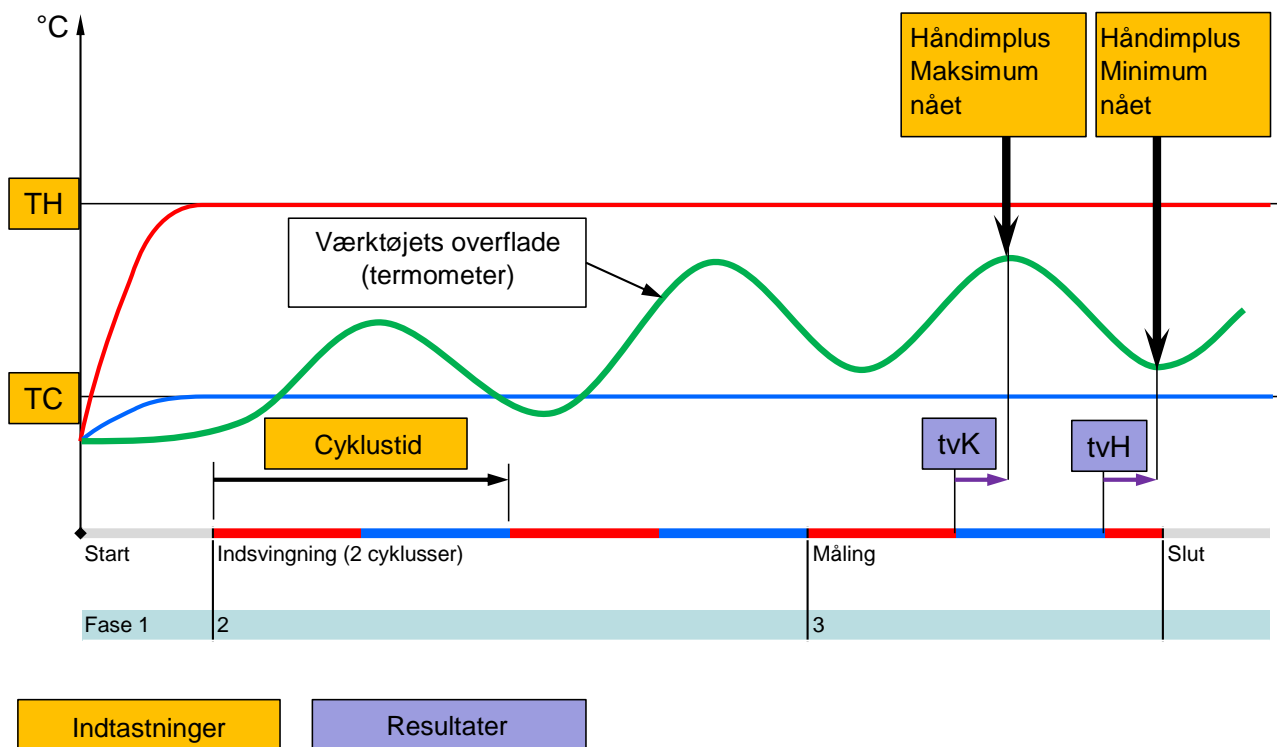 °C
Håndimplus
Maksimum
nået
Håndimplus
Minimum
nået
TH
Værktøjets overflade
(termometer)
TC
Cyklustid
tvK
tvH
Start
Indsvingning (2 cyklusser)
Måling
Slut
Fase 1
2
3
Indtastninger
Resultater